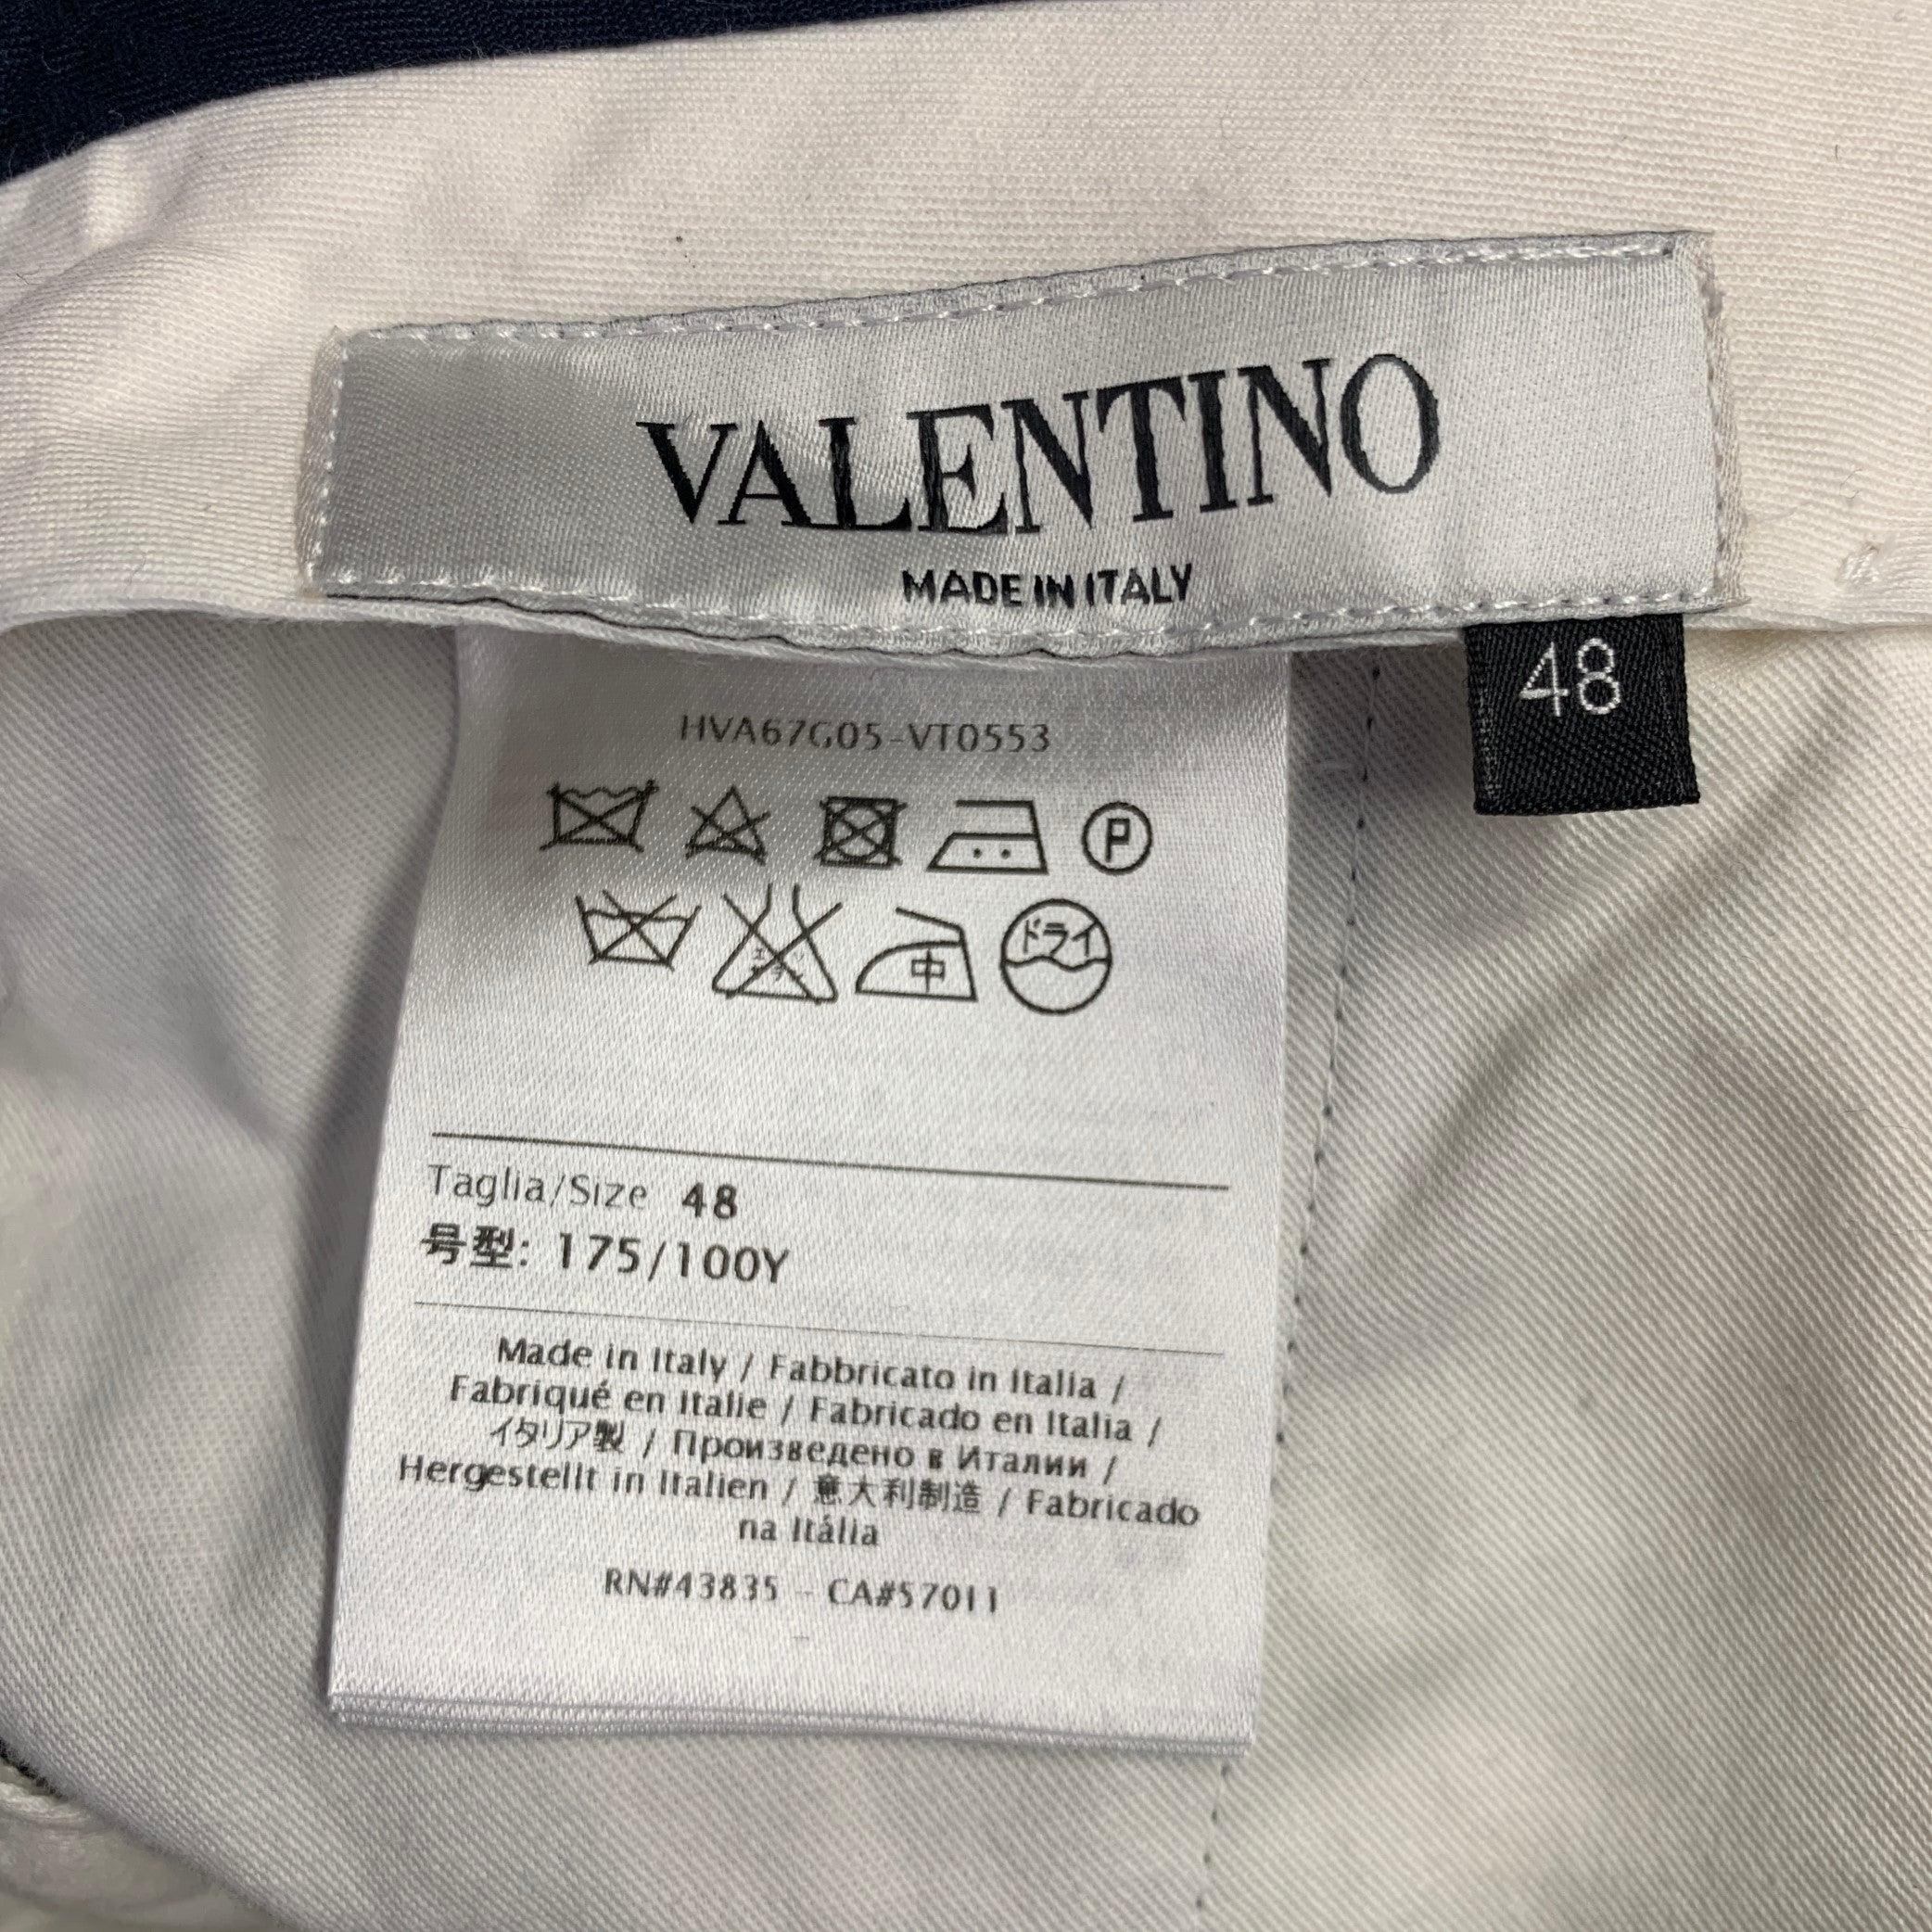 VALENTINO
MADE IN ITALY
48
HVA67G05-VT0553
P
中 ドライ
Taglia/Size 48
号型: 175/100Y
Made in Italy / Fabbricato in Italia /
Fabriqué en Italie / Fabricado en Italia /
イタリア製 / Произведено в Италии /
Hergestellt in Italien / 意大利制造 / Fabricado
na Itália
RN#43835 - CA#57011